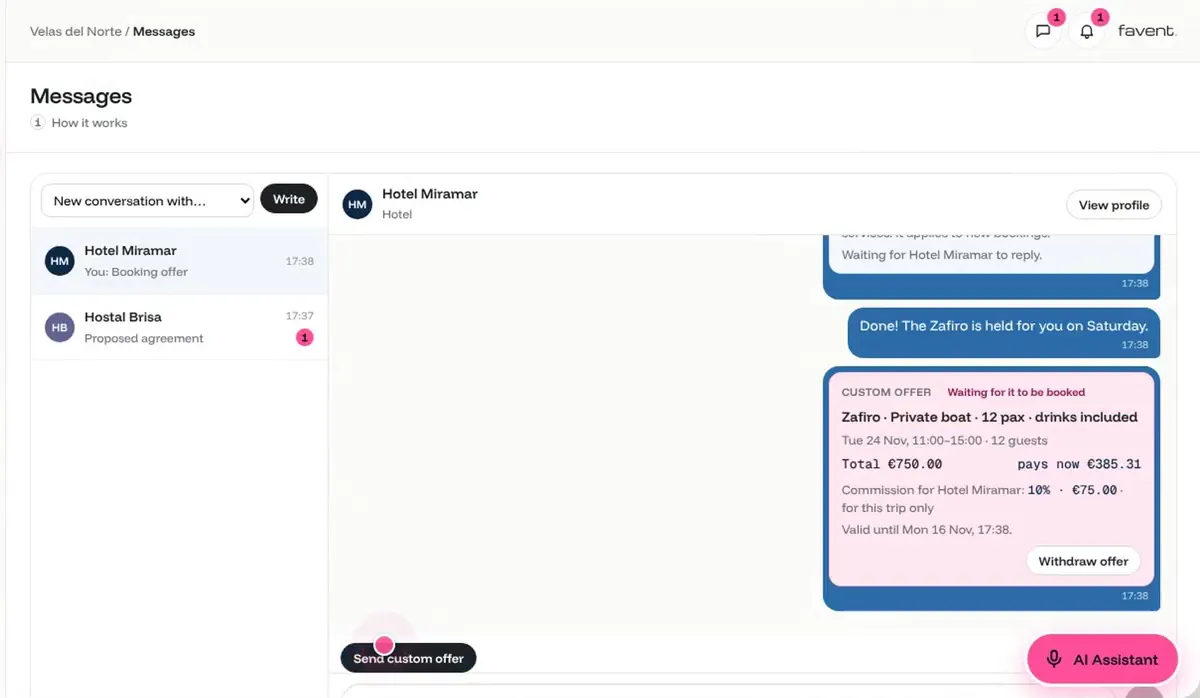 Velas del Norte / Messages
1
1
favent.
Messages
i How it works
New conversation with...
Write
HM
Hotel Miramar
You: Booking offer
17:38
HB
Hostal Brisa
Proposed agreement
17:37
1
HM
Hotel Miramar
Hotel
View profile
services. It applies to new bookings.
Waiting for Hotel Miramar to reply.
17:38
Done! The Zafiro is held for you on Saturday.
17:38
CUSTOM OFFER Waiting for it to be booked
Zafiro · Private boat · 12 pax · drinks included
Tue 24 Nov, 11:00–15:00 · 12 guests
Total €750.00 pays now €385.31
Commission for Hotel Miramar: 10% · €75.00 ·
for this trip only
Valid until Mon 16 Nov, 17:38.
Withdraw offer
17:38
Send custom offer
AI Assistant